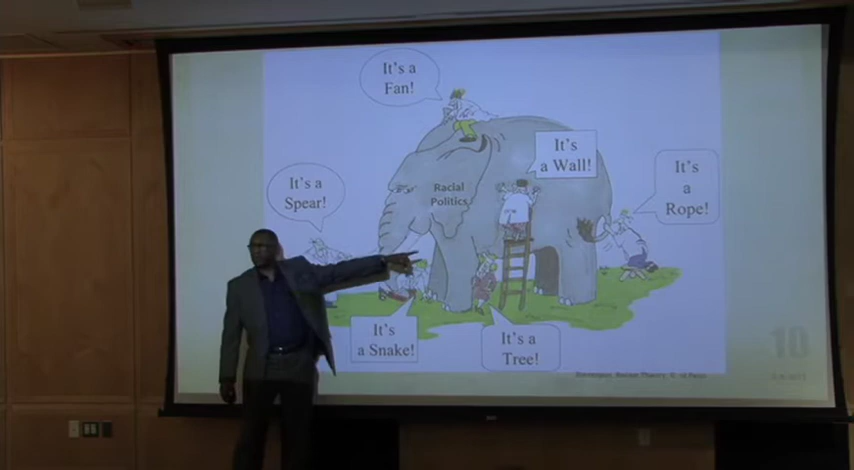 It's a
Fan!
It's
a Wall!
It's a
Spear!
It's
a
Rope!
Racial
Politics
It's
a Snake!
It's a
Tree!
10